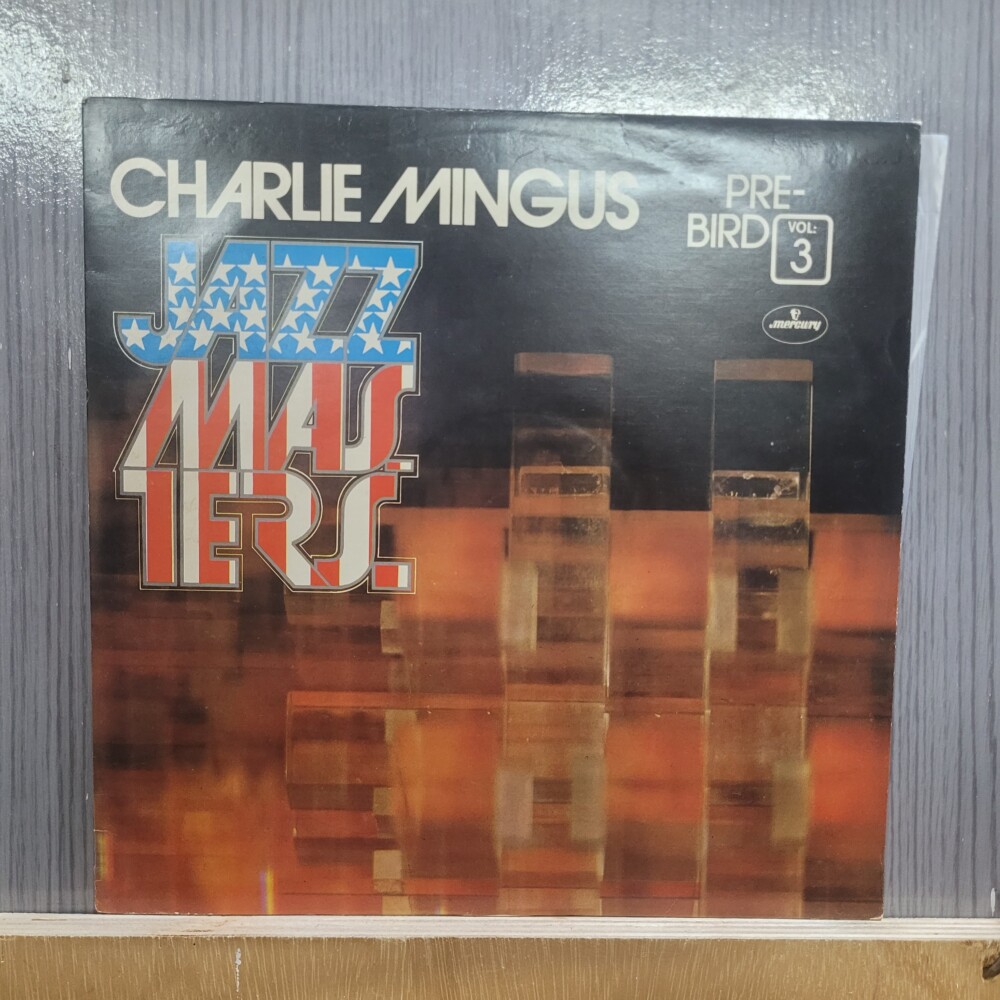 CHARLIE MINGUS
PRE-
BIRD
VOL:
3
mercury
JAZZ
MAS.
TERS.